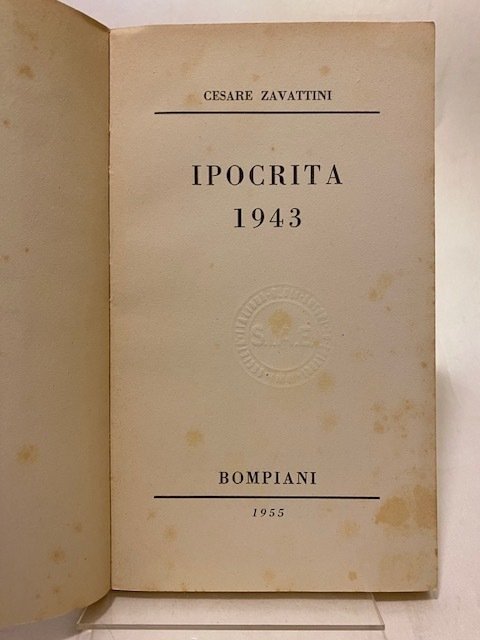 CESARE ZAVATTINI
IPOCRITA
1943
S.I.A.E.
BOMPIANI
1955